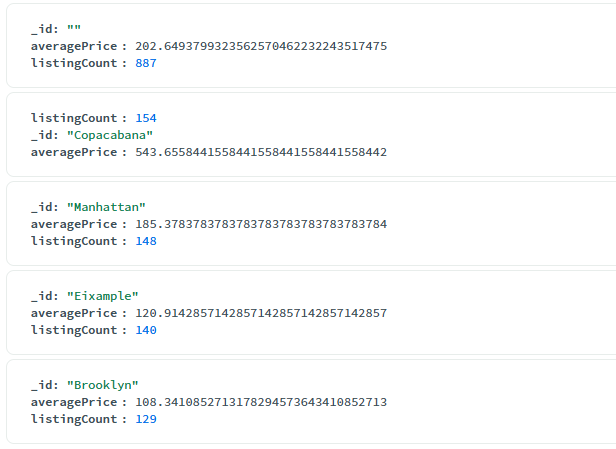 _id: ""
averagePrice : 202.6493799323562570462232243517475
listingCount : 887
listingCount : 154
_id: "Copacabana"
averagePrice : 543.6558441558441558441558441558442
_id: "Manhattan"
averagePrice : 185.3783783783783783783783783783784
listingCount : 148
_id: "Eixample"
averagePrice : 120.9142857142857142857142857142857
listingCount : 140
_id: "Brooklyn"
averagePrice : 108.3410852713178294573643410852713
listingCount : 129